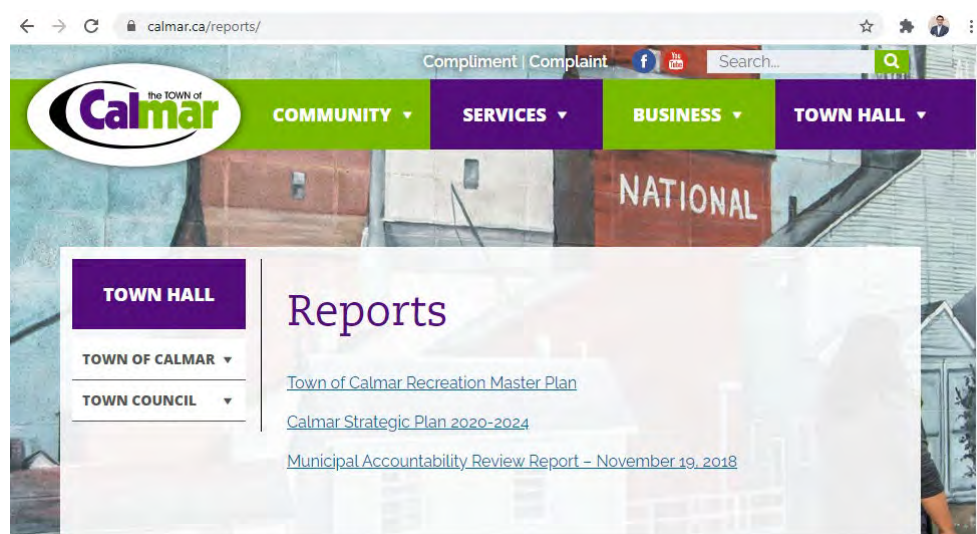 calmar.ca/reports/
Compliment | Complaint f You Tube Search...
the TOWN of
Calmar
COMMUNITY ▼ SERVICES ▼ BUSINESS ▼ TOWN HALL ▼
NATIONAL
TOWN HALL
TOWN OF CALMAR ▼
TOWN COUNCIL ▼
Reports
Town of Calmar Recreation Master Plan
Calmar Strategic Plan 2020-2024
Municipal Accountability Review Report – November 19, 2018